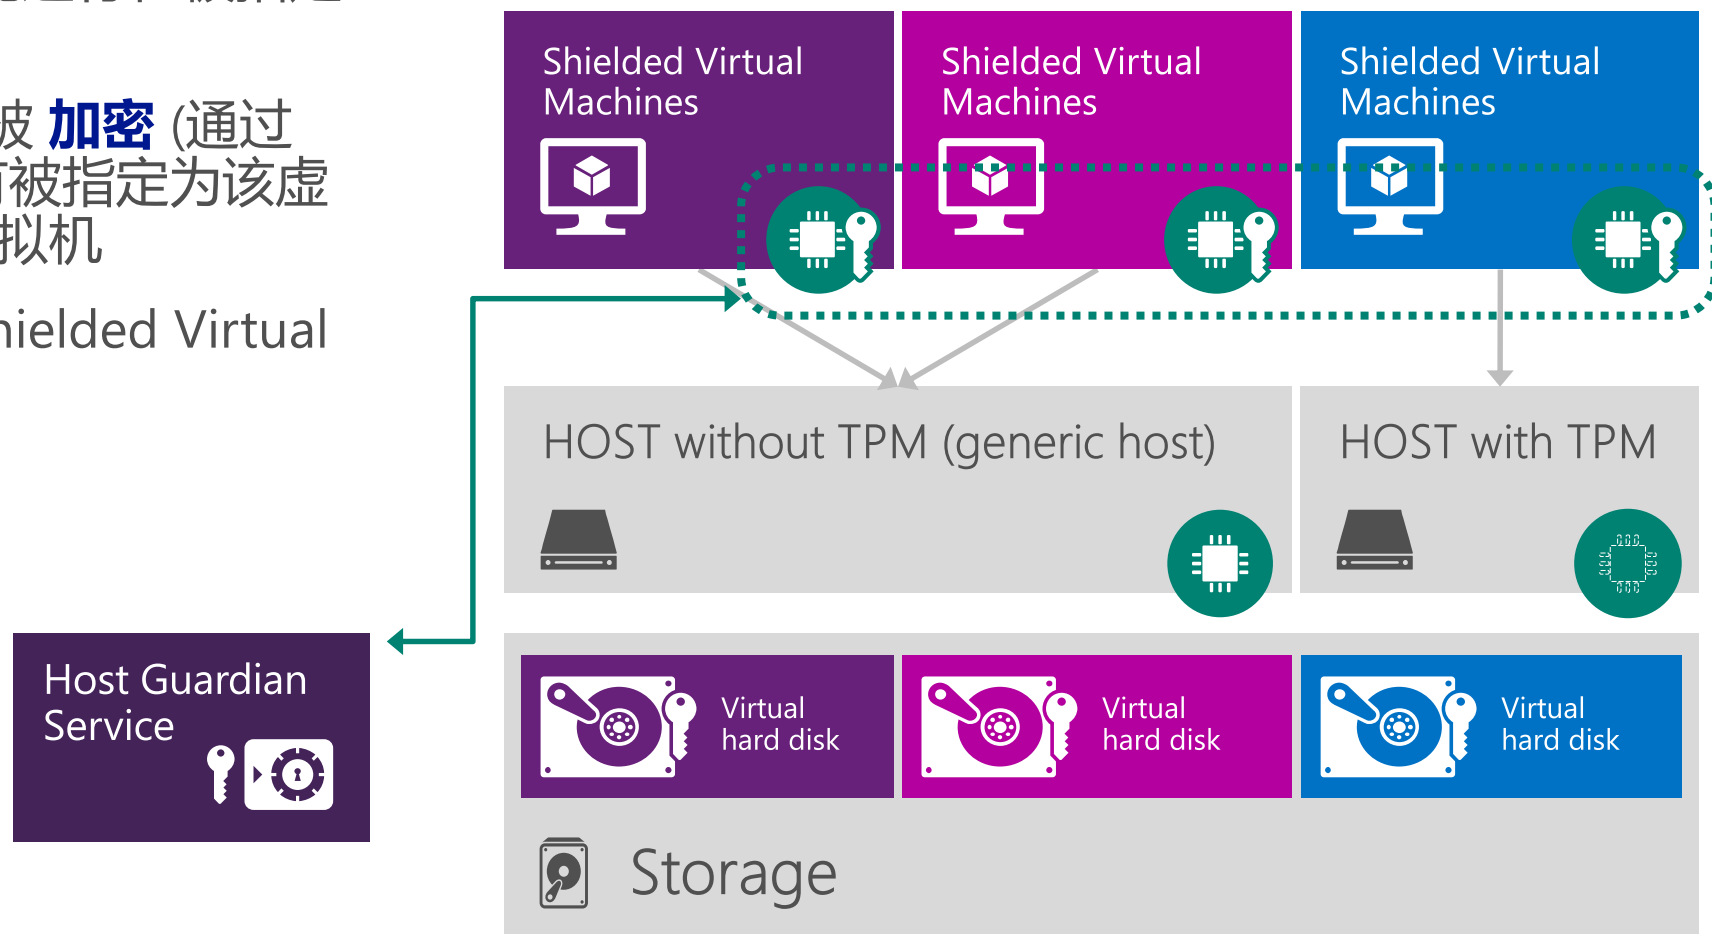 被 加密 (通过
被指定为该虚
拟机
hielded Virtual
Shielded Virtual
Machines
Shielded Virtual
Machines
Shielded Virtual
Machines
HOST without TPM (generic host)
HOST with TPM
Host Guardian
Service
Virtual
hard disk
Virtual
hard disk
Virtual
hard disk
Storage